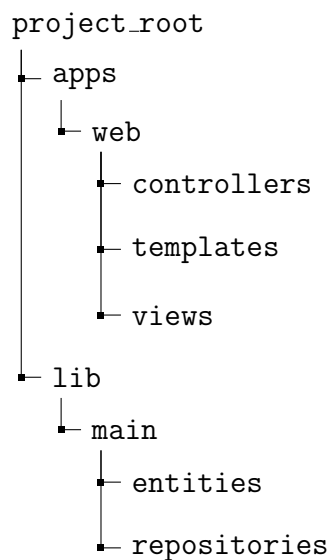 project_root
apps
web
controllers
templates
views
lib
main
entities
repositories